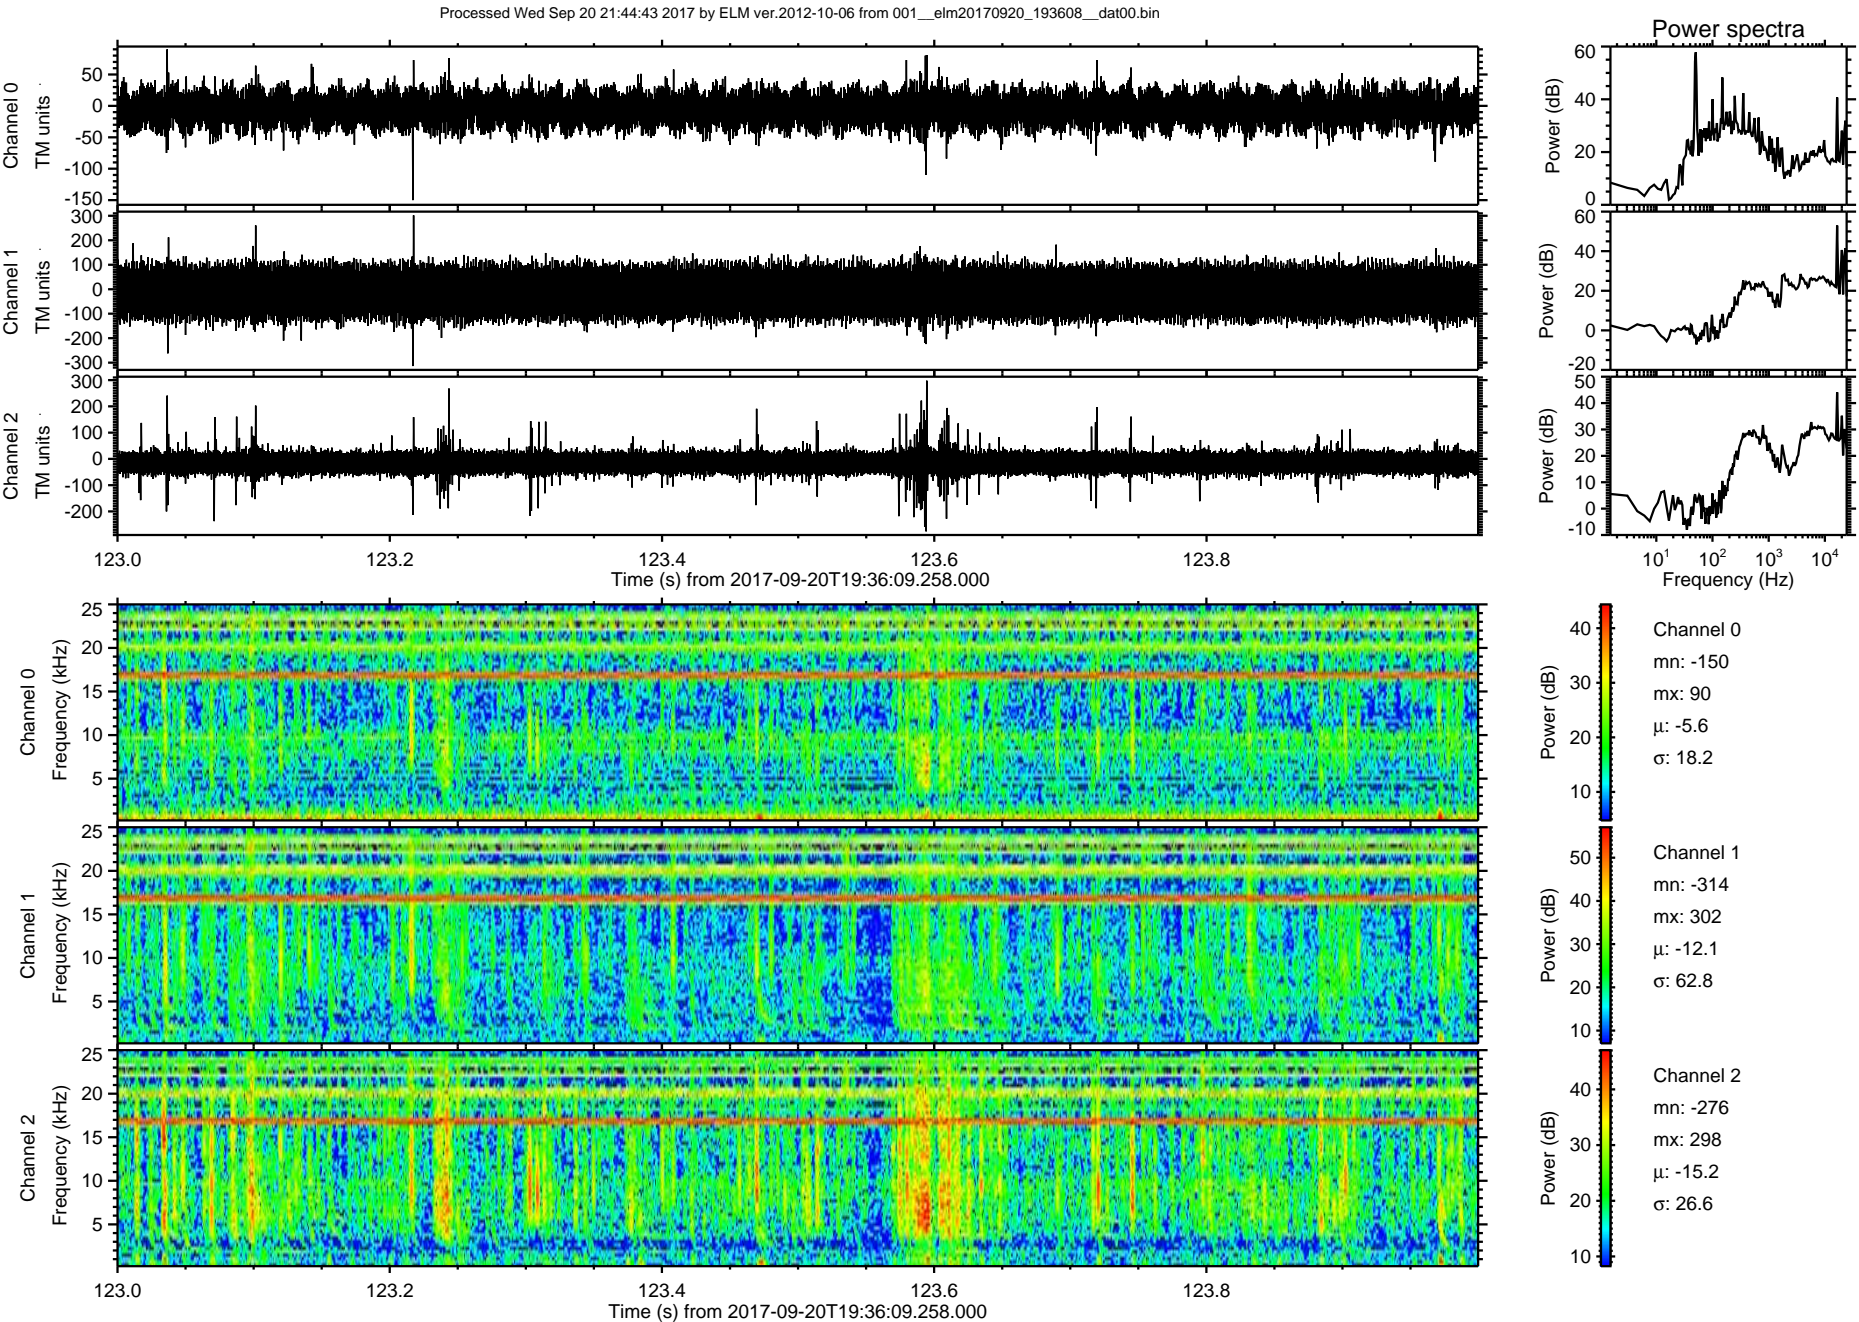 Processed Wed Sep 20 21:44:43 2017 by ELM ver.2012-10-06 from 001__elm20170920_193608__dat00.bin
Power spectra
Channel 0
TM units
50
0
-50
-100
-150
Power (dB)
60
40
20
0
Channel 1
TM units
300
200
100
0
-100
-200
-300
Power (dB)
60
40
20
0
-20
Channel 2
TM units
300
200
100
0
-100
-200
Power (dB)
50
40
30
20
10
0
-10
123.0 123.2 123.4 123.6 123.8
Time (s) from 2017-09-20T19:36:09.258.000
10¹ 10² 10³ 10⁴
Frequency (Hz)
Channel 0
Frequency (kHz)
25
20
15
10
5
Power (dB)
40
30
20
10
Channel 0
mn: -150
mx: 90
µ: -5.6
σ: 18.2
Channel 1
Frequency (kHz)
25
20
15
10
5
Power (dB)
50
40
30
20
10
Channel 1
mn: -314
mx: 302
µ: -12.1
σ: 62.8
Channel 2
Frequency (kHz)
25
20
15
10
5
Power (dB)
40
30
20
10
Channel 2
mn: -276
mx: 298
µ: -15.2
σ: 26.6
123.0 123.2 123.4 123.6 123.8
Time (s) from 2017-09-20T19:36:09.258.000